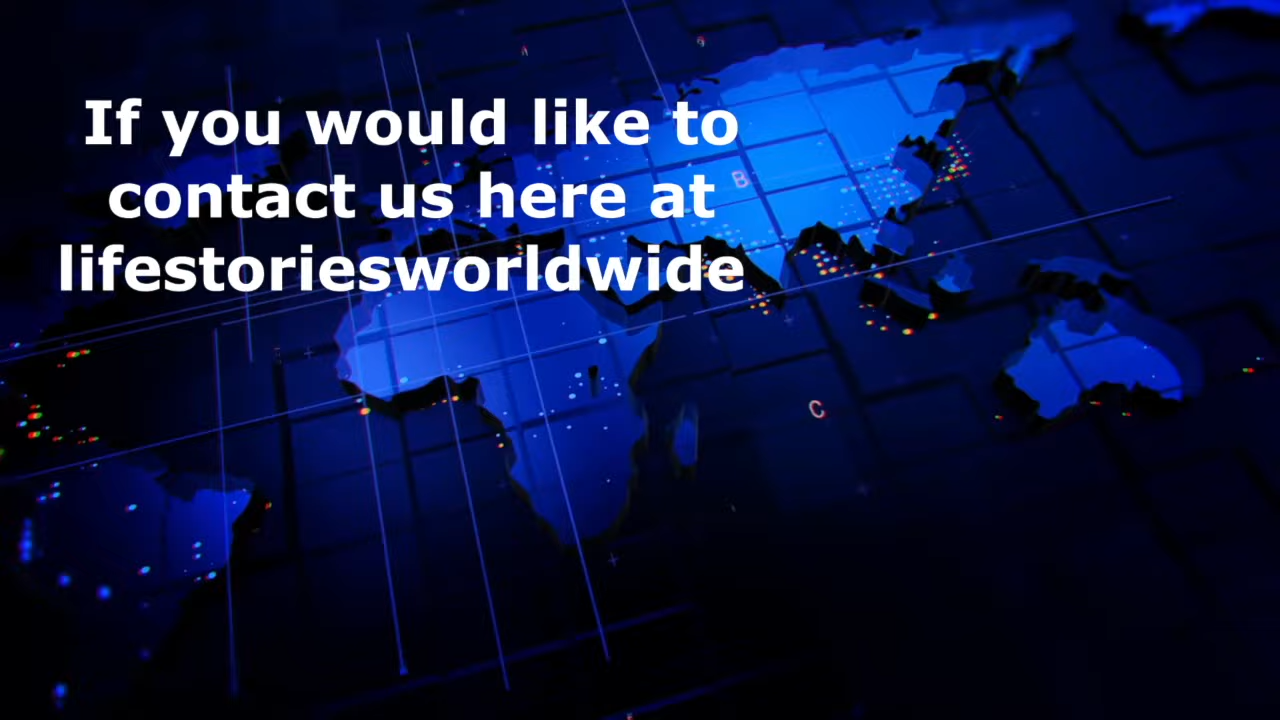 If you would like to
contact us here at
lifestoriesworldwide
B
C